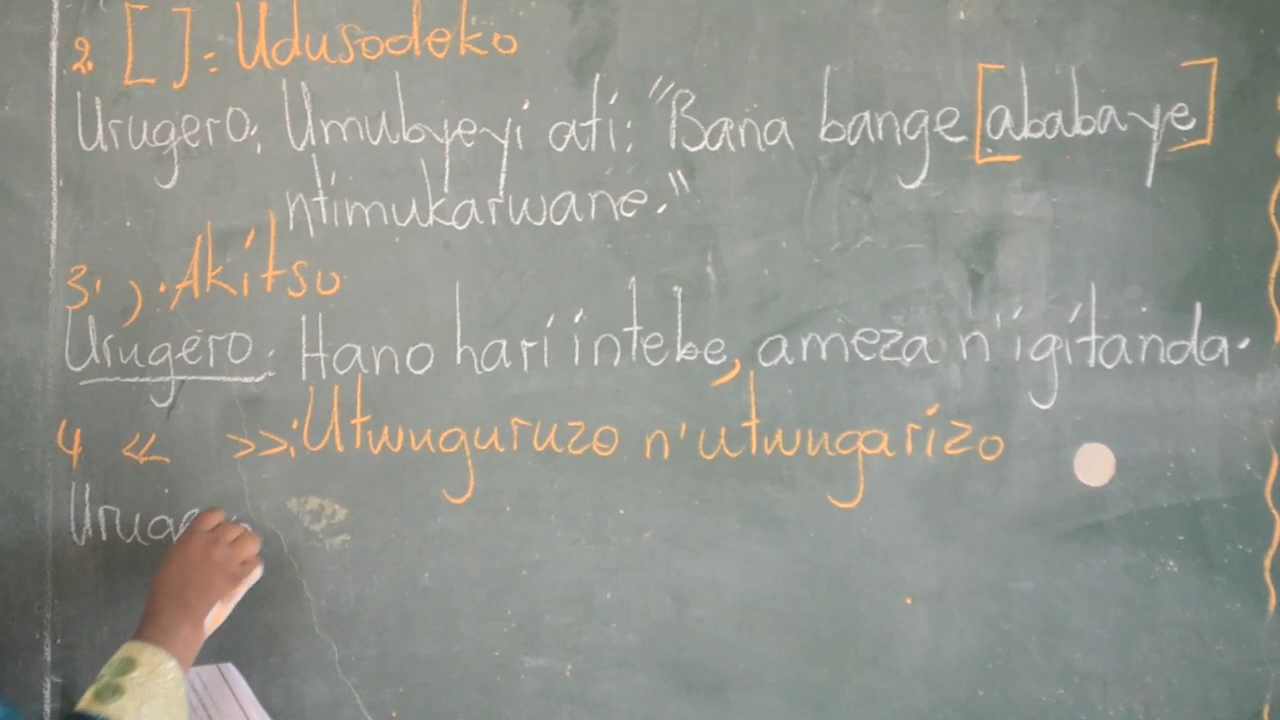 2. [ ]: Udusodeko
Urugero: Umubyeyi ati: "Bana bange [ababaye]
ntimukarwane."
3. , : Akitso
Urugero: Hano hari intebe, ameza n'igitanda.
4 « »: Utwuguruzo n'utwugarizo